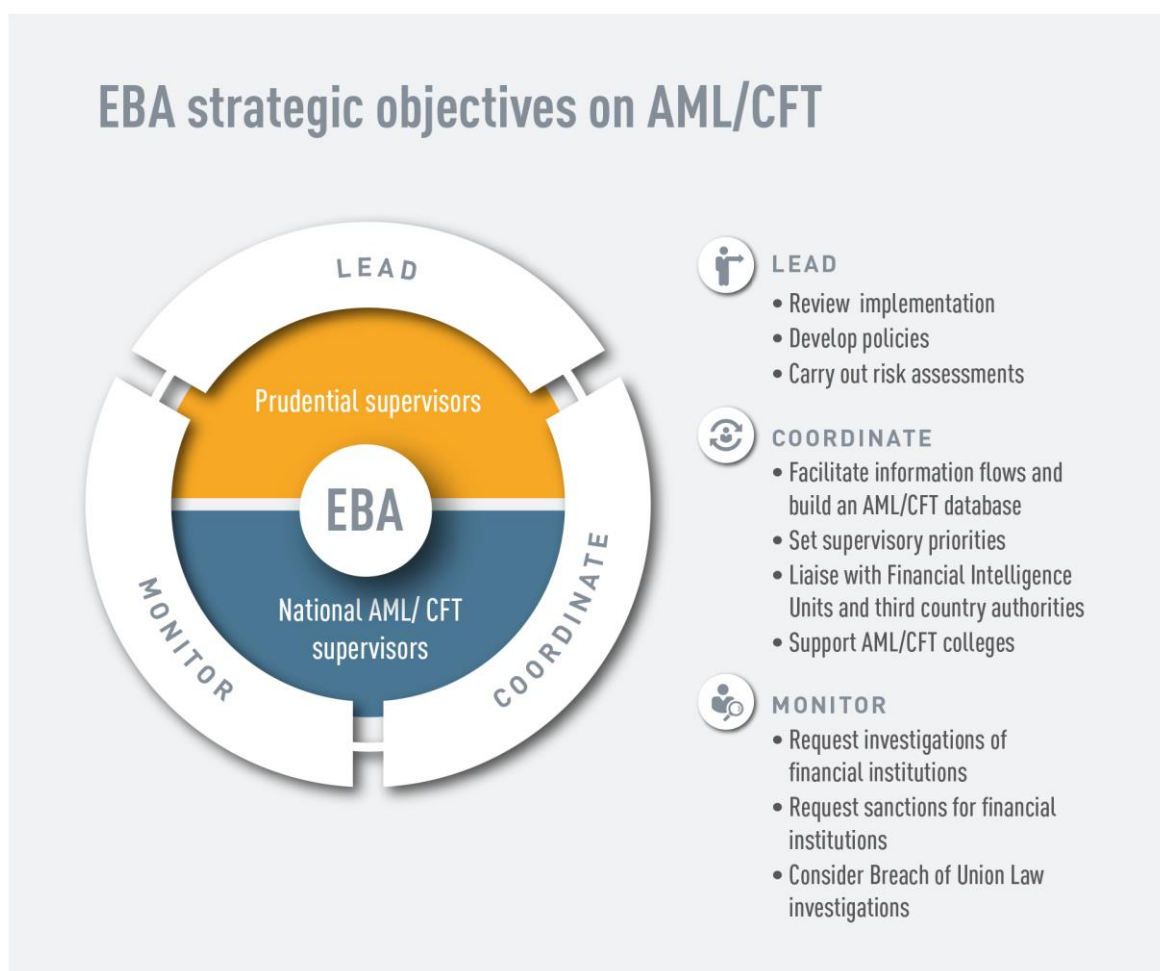 EBA strategic objectives on AML/CFT
LEAD
Prudential supervisors
EBA
National AML/ CFT
supervisors
MONITOR
COORDINATE
LEAD
• Review implementation
• Develop policies
• Carry out risk assessments
COORDINATE
• Facilitate information flows and
build an AML/CFT database
• Set supervisory priorities
• Liaise with Financial Intelligence
Units and third country authorities
• Support AML/CFT colleges
MONITOR
• Request investigations of
financial institutions
• Request sanctions for financial
institutions
• Consider Breach of Union Law
investigations